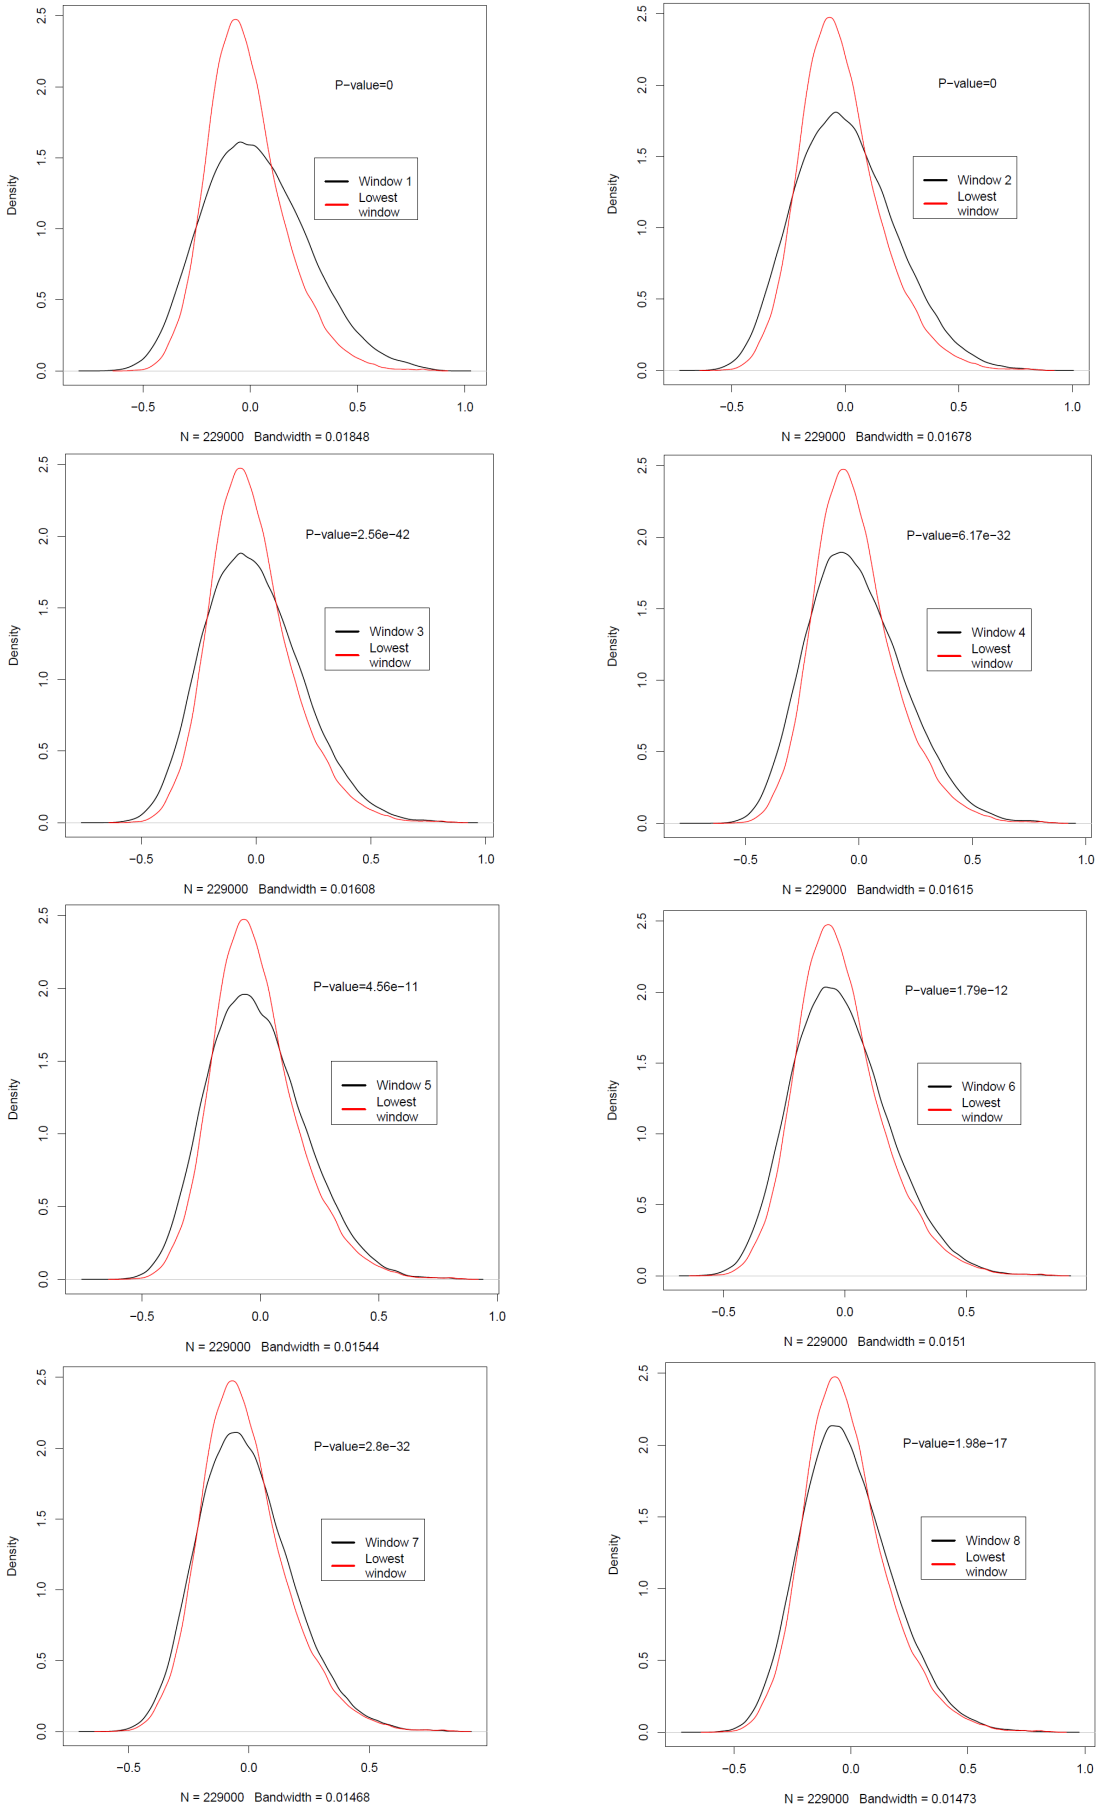 P−value=0
Window 1
Lowest
window
Density
0.0 0.5 1.0 1.5 2.0 2.5
−0.5 0.0 0.5 1.0
N = 229000 Bandwidth = 0.01848
P−value=0
Window 2
Lowest
window
Density
0.0 0.5 1.0 1.5 2.0 2.5
−0.5 0.0 0.5 1.0
N = 229000 Bandwidth = 0.01678
P−value=2.56e−42
Window 3
Lowest
window
Density
0.0 0.5 1.0 1.5 2.0 2.5
−0.5 0.0 0.5 1.0
N = 229000 Bandwidth = 0.01608
P−value=6.17e−32
Window 4
Lowest
window
Density
0.0 0.5 1.0 1.5 2.0 2.5
−0.5 0.0 0.5 1.0
N = 229000 Bandwidth = 0.01615
P−value=4.56e−11
Window 5
Lowest
window
Density
0.0 0.5 1.0 1.5 2.0 2.5
−0.5 0.0 0.5 1.0
N = 229000 Bandwidth = 0.01544
P−value=1.79e−12
Window 6
Lowest
window
Density
0.0 0.5 1.0 1.5 2.0 2.5
−0.5 0.0 0.5
N = 229000 Bandwidth = 0.0151
P−value=2.8e−32
Window 7
Lowest
window
Density
0.0 0.5 1.0 1.5 2.0 2.5
−0.5 0.0 0.5
N = 229000 Bandwidth = 0.01468
P−value=1.98e−17
Window 8
Lowest
window
Density
0.0 0.5 1.0 1.5 2.0 2.5
−0.5 0.0 0.5 1.0
N = 229000 Bandwidth = 0.01473